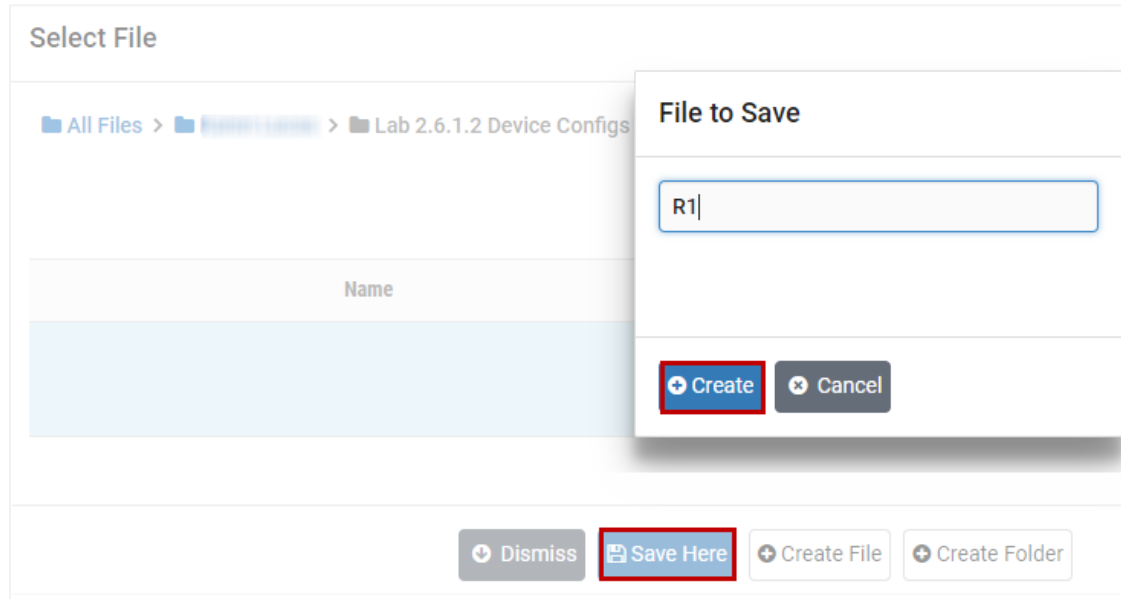 Select File
File to Save
All Files > > Lab 2.6.1.2 Device Configs
R1
Name
Create Cancel
Dismiss Save Here Create File Create Folder